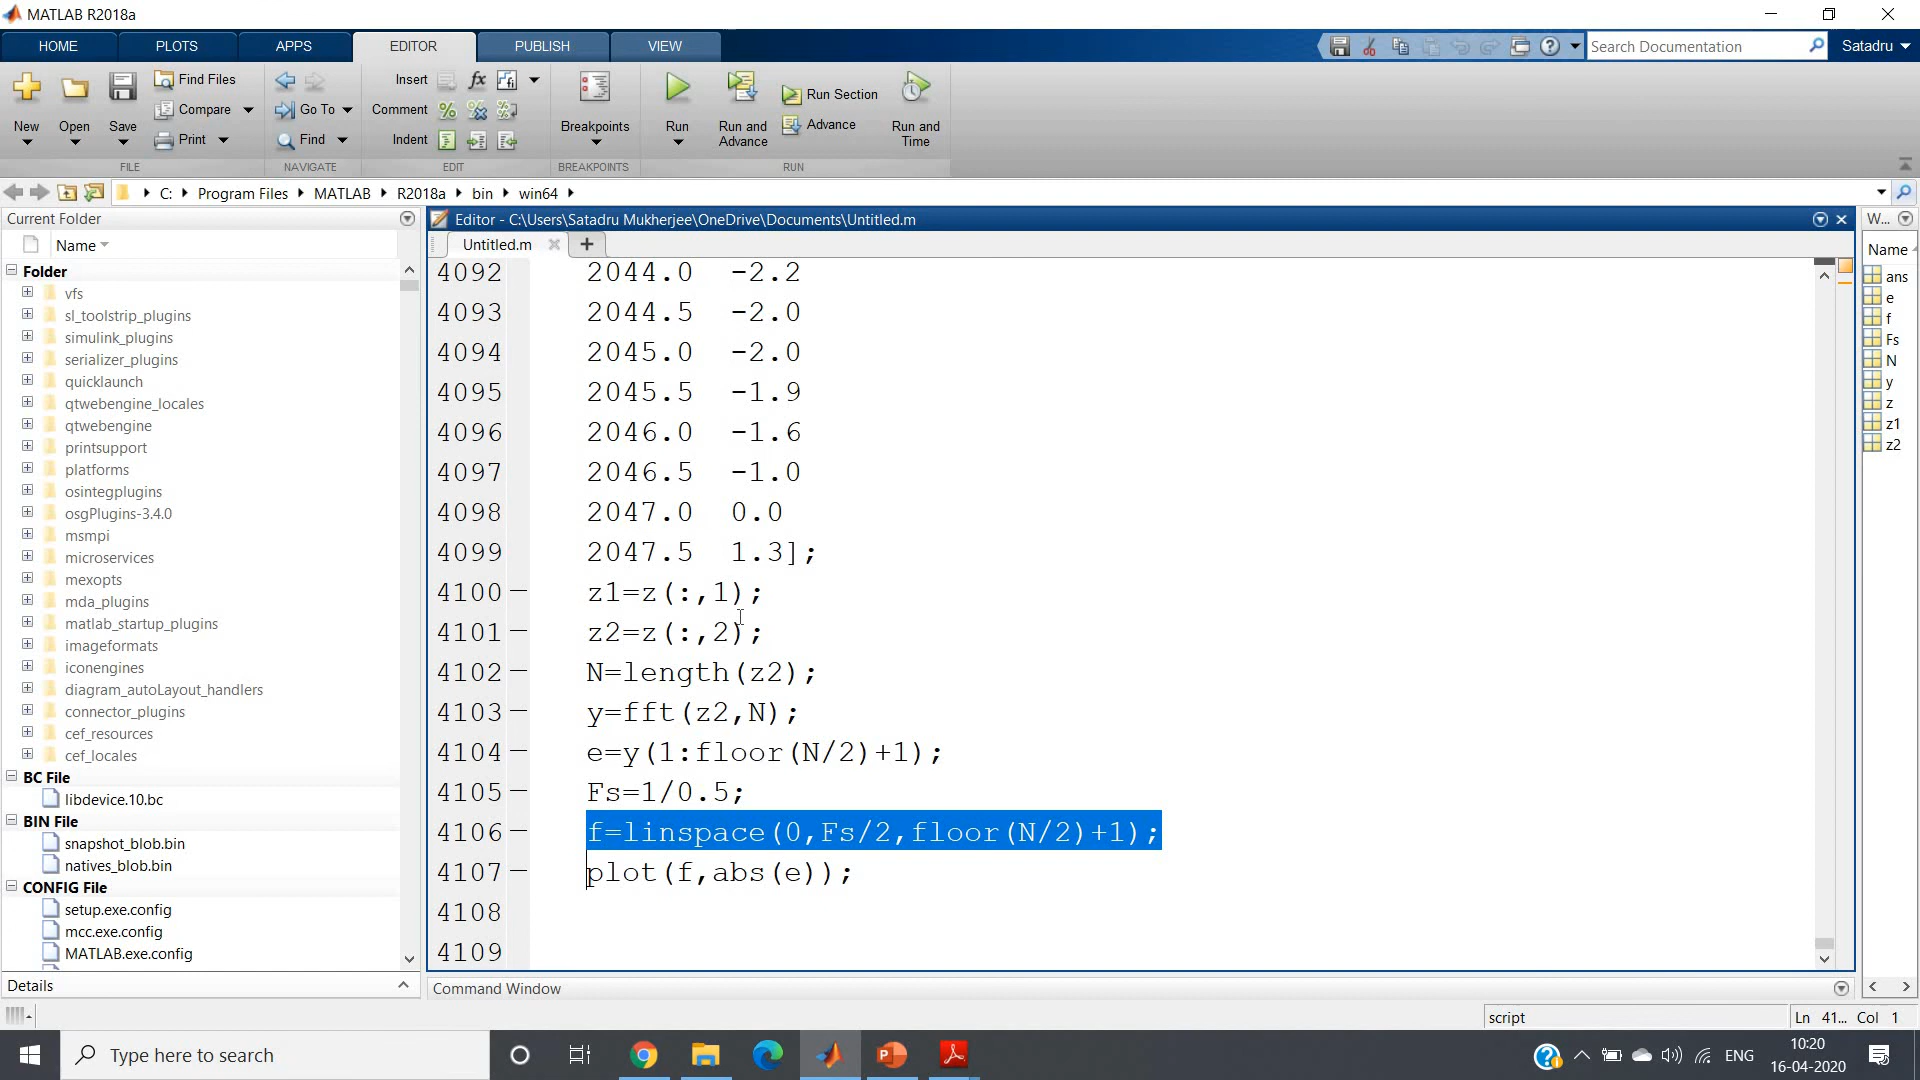 MATLAB R2018a
HOME PLOTS APPS EDITOR PUBLISH VIEW
Search Documentation
Satadru
New
Open
Save
Find Files
Compare
Print
FILE
Go To
Find
NAVIGATE
Insert
Comment
Indent
EDIT
Breakpoints
BREAKPOINTS
Run
Run and
Advance
Run Section
Advance
Run and
Time
RUN
C: Program Files MATLAB R2018a bin win64
Current Folder
Name
Folder
vfs
sl_toolstrip_plugins
simulink_plugins
serializer_plugins
quicklaunch
qtwebengine_locales
qtwebengine
printsupport
platforms
osintegplugins
osgPlugins-3.4.0
msmpi
microservices
mexopts
mda_plugins
matlab_startup_plugins
imageformats
iconengines
diagram_autoLayout_handlers
connector_plugins
cef_resources
cef_locales
BC File
libdevice.10.bc
BIN File
snapshot_blob.bin
natives_blob.bin
CONFIG File
setup.exe.config
mcc.exe.config
MATLAB.exe.config
Details
Editor - C:\Users\Satadru Mukherjee\OneDrive\Documents\Untitled.m
Untitled.m
4092 2044.0 -2.2
4093 2044.5 -2.0
4094 2045.0 -2.0
4095 2045.5 -1.9
4096 2046.0 -1.6
4097 2046.5 -1.0
4098 2047.0 0.0
4099 2047.5 1.3];
4100 z1=z(:,1);
4101 z2=z(:,2);
4102 N=length(z2);
4103 y=fft(z2,N);
4104 e=y(1:floor(N/2)+1);
4105 Fs=1/0.5;
4106 f=linspace(0,Fs/2,floor(N/2)+1);
4107 plot(f,abs(e));
4108
4109
Command Window
W...
Name
ans
e
f
Fs
N
y
z
z1
z2
script
Ln 41... Col 1
Type here to search
ENG
10:20
16-04-2020